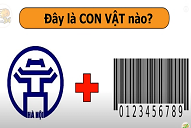 Đây là CON VẬT nào?
HÀ NỘI
0123456789